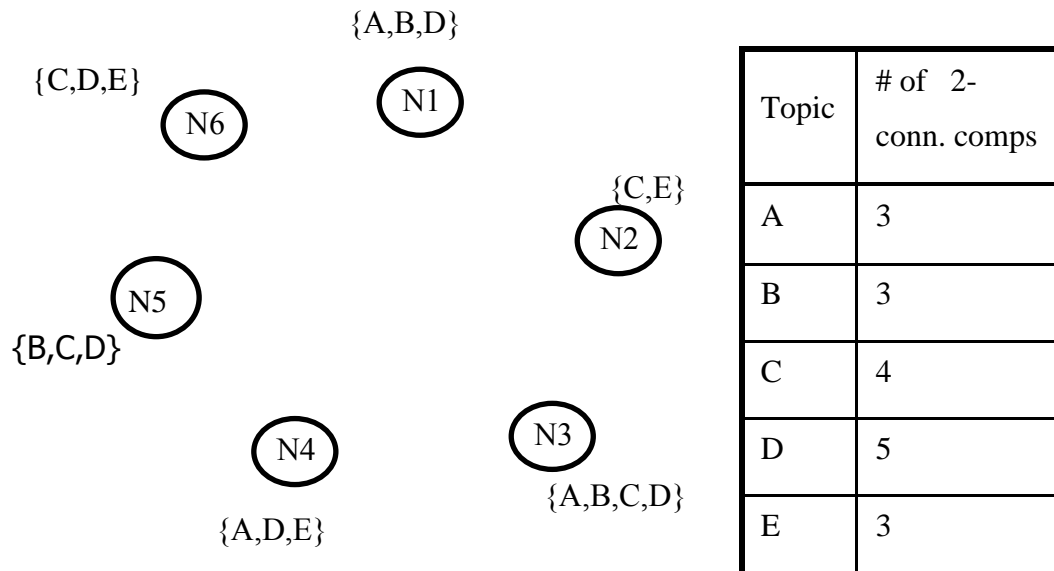 {A,B,D}
{C,D,E}
N1
N6
{C,E}
N2
N5
{B,C,D}
N3
N4
{A,B,C,D}
{A,D,E}
Topic
# of 2-
conn. comps
A 3
B 3
C 4
D 5
E 3